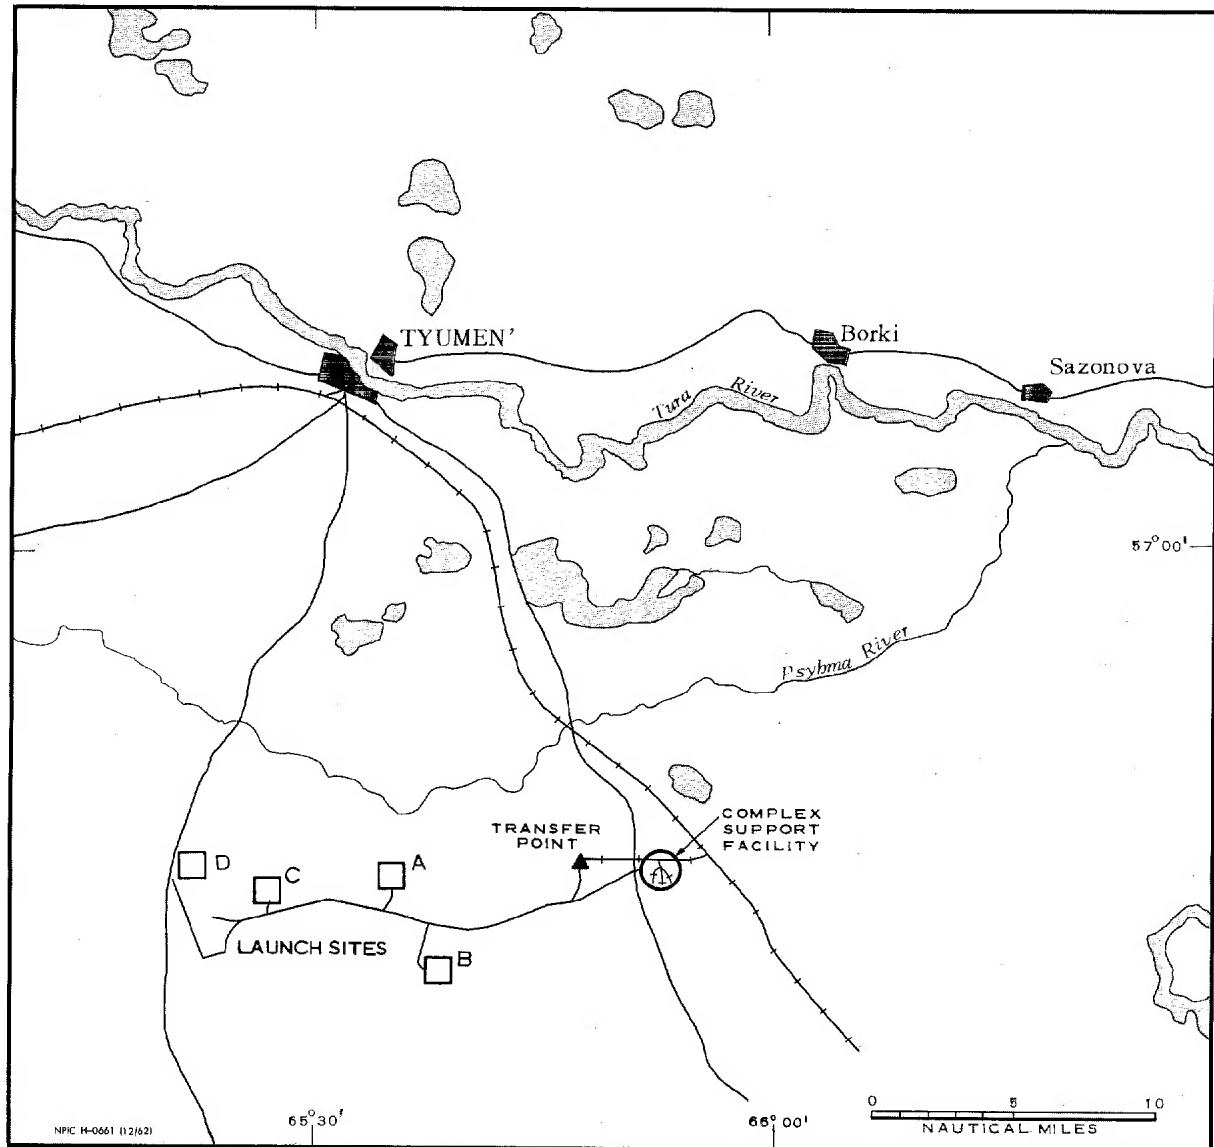 TYUMEN'
Borki
Sazonova
Tura River
57°00'
Psyhma River
COMPLEX
SUPPORT
FACILITY
TRANSFER
POINT
D
C
A
LAUNCH SITES
B
65°30'
66°00'
0 5 10
NAUTICAL MILES
NPIC H-0661 (12/62)